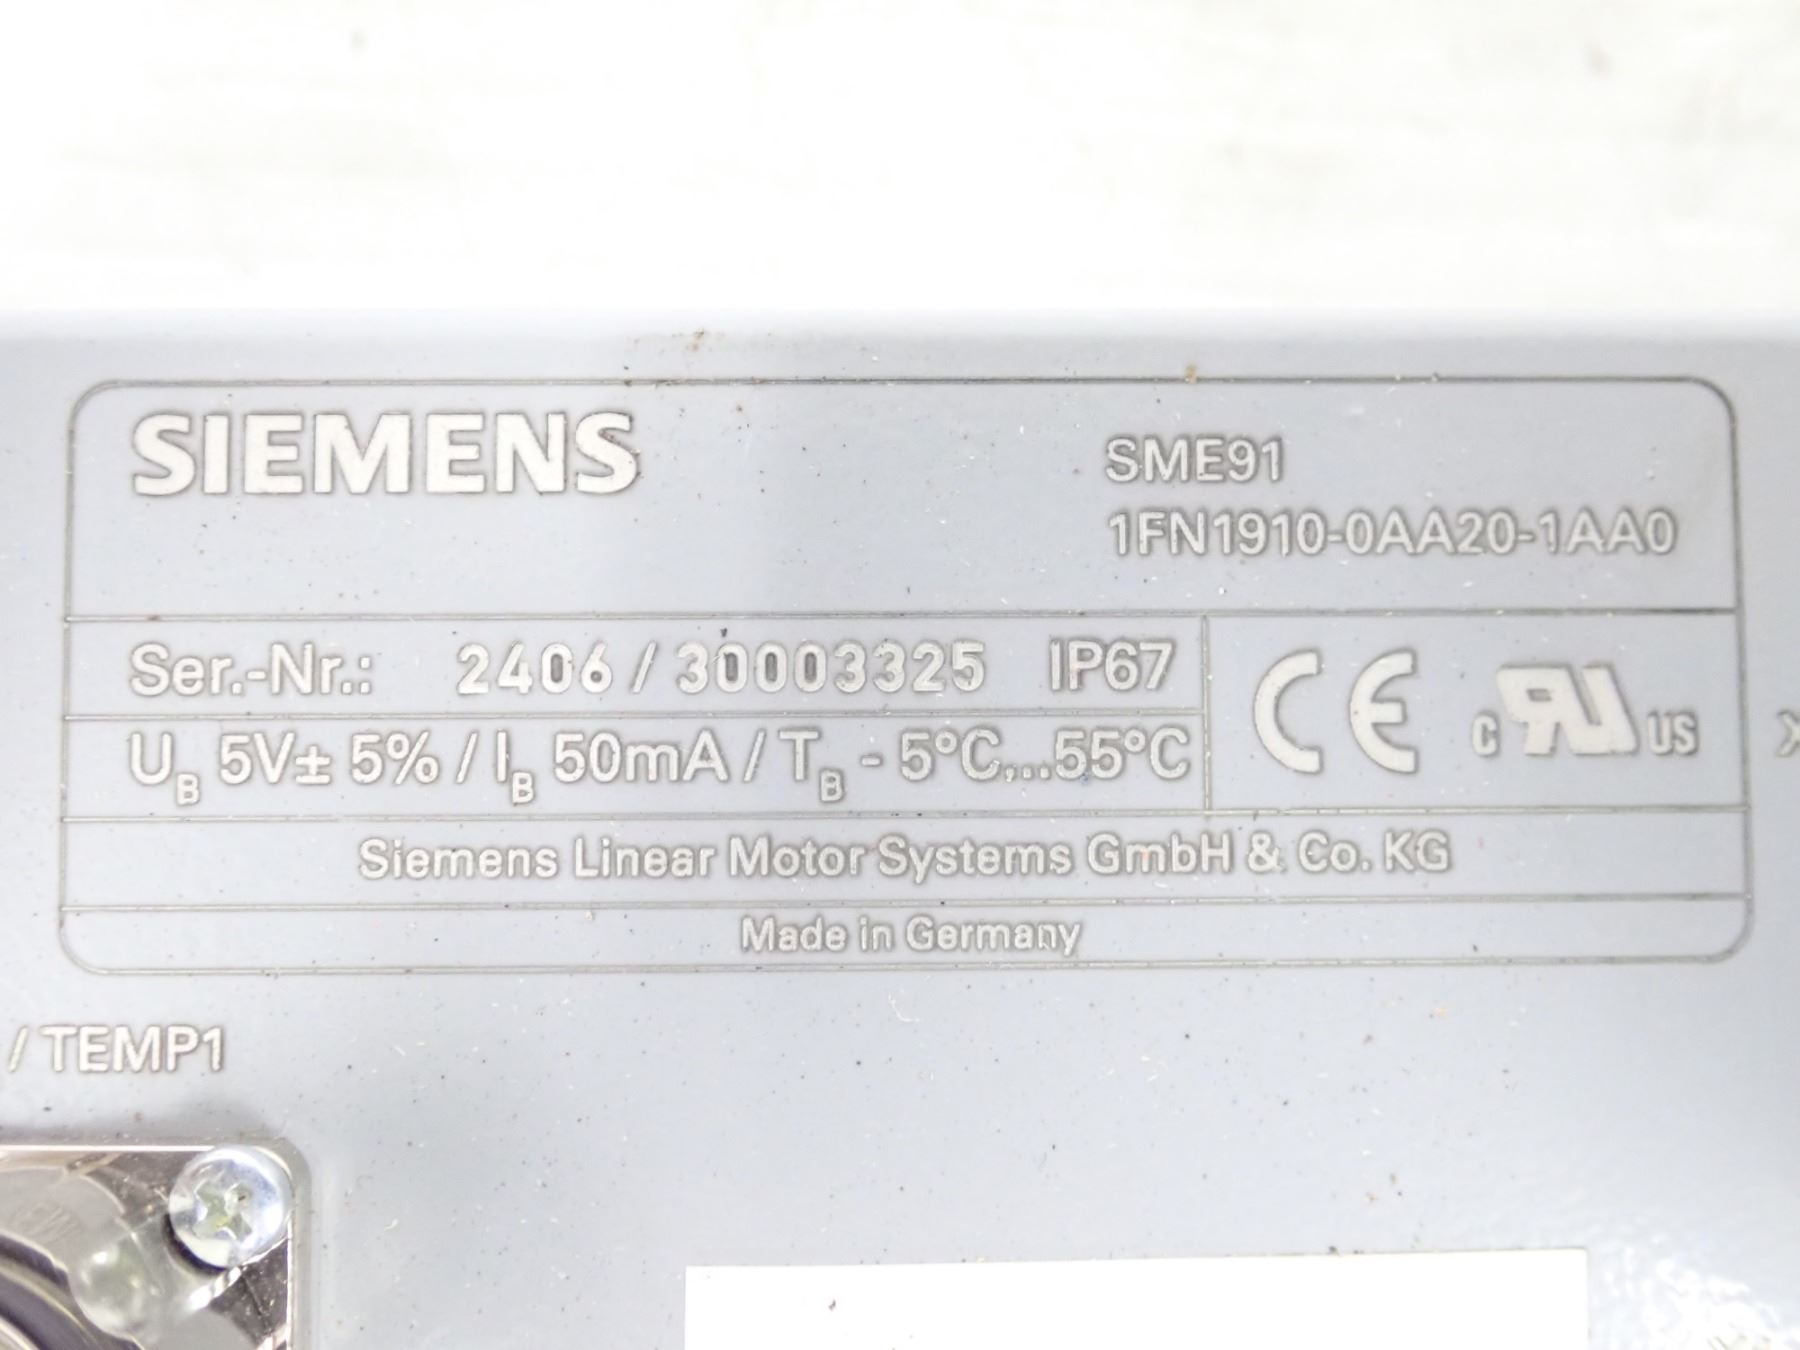 SIEMENS
SME91
1FN1910-0AA20-1AA0
Ser.-Nr.: 2406 / 30003325 IP67
CE
C RU US
UB 5V± 5% / IB 50mA / TB - 5°C,...55°C
Siemens Linear Motor Systems GmbH & Co. KG
Made in Germany
/ TEMP1